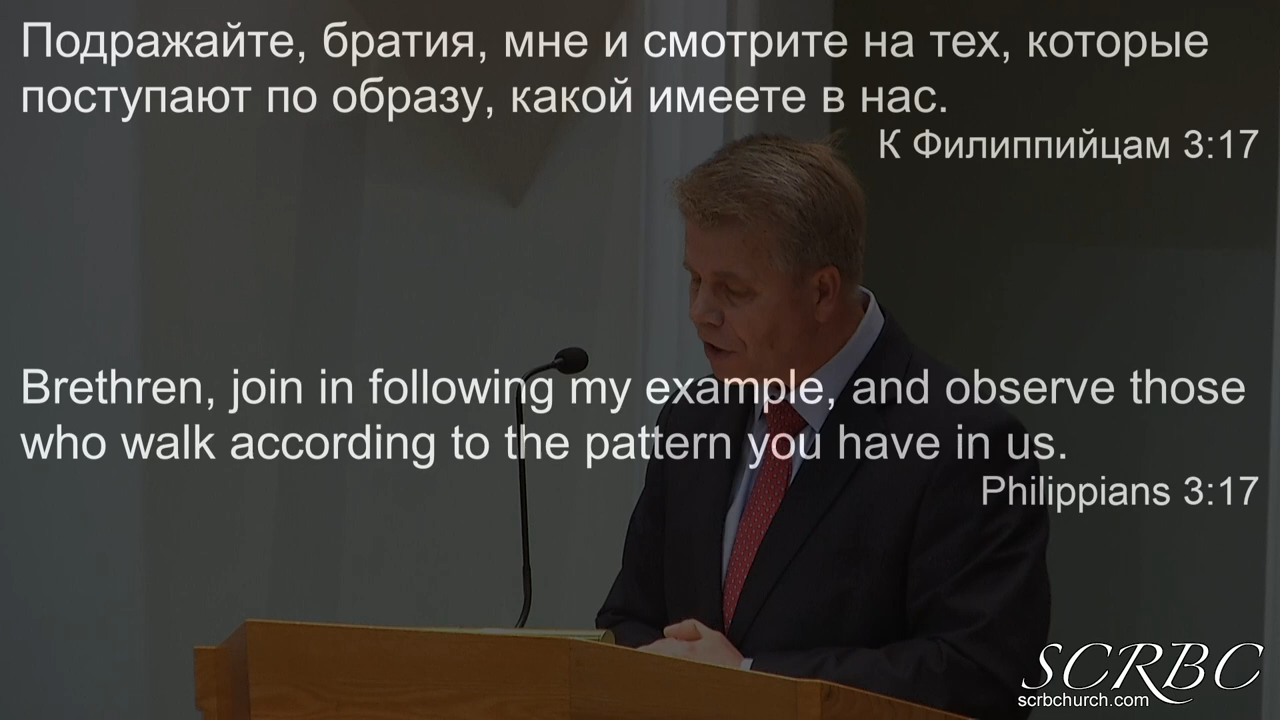 Подражайте, братия, мне и смотрите на тех, которые
поступают по образу, какой имеете в нас.
К Филиппийцам 3:17
Brethren, join in following my example, and observe those
who walk according to the pattern you have in us.
Philippians 3:17
SCRBC
scrbchurch.com